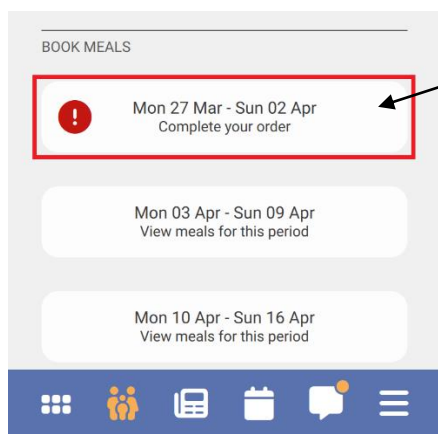 BOOK MEALS
Mon 27 Mar - Sun 02 Apr
Complete your order
Mon 03 Apr - Sun 09 Apr
View meals for this period
Mon 10 Apr - Sun 16 Apr
View meals for this period